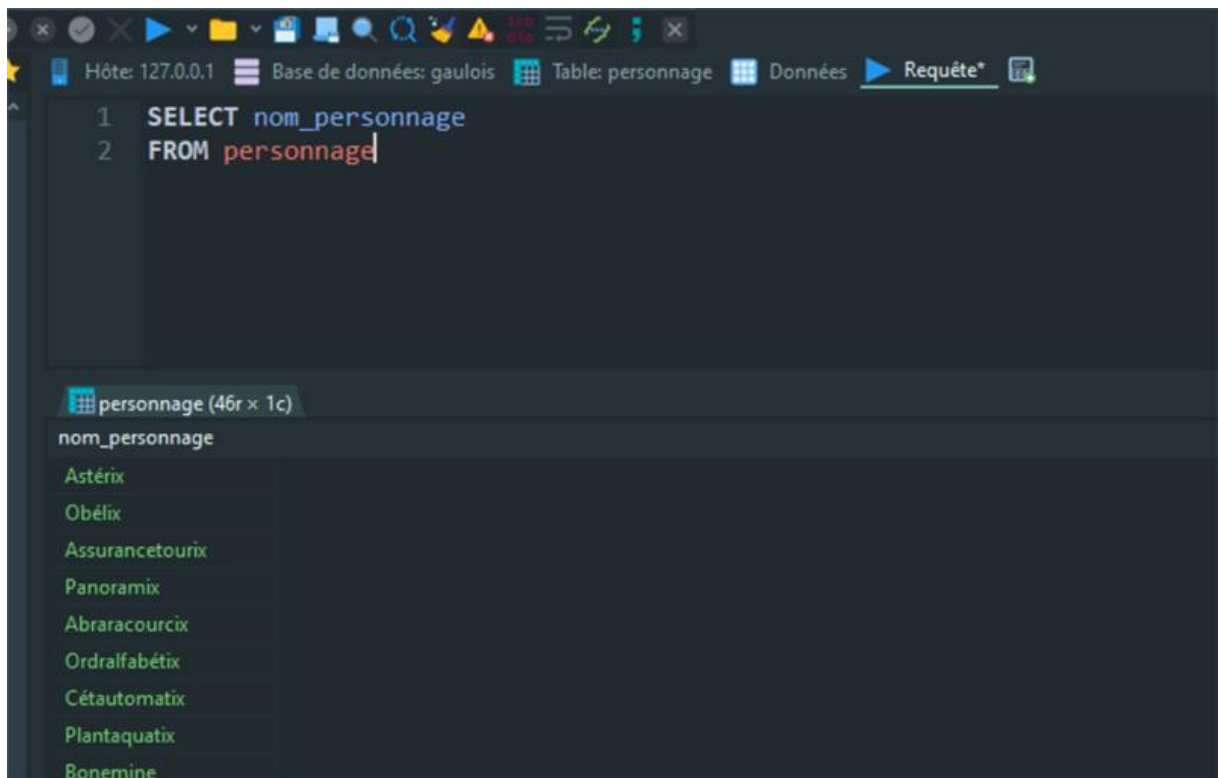 Hôte: 127.0.0.1 Base de données: gaulois Table: personnage Données Requête*
1 SELECT nom_personnage
2 FROM personnage
personnage (46r × 1c)
nom_personnage
Astérix
Obélix
Assurancetourix
Panoramix
Abraracourcix
Ordralfabétix
Cétautomatix
Plantaquatix
Bonemine